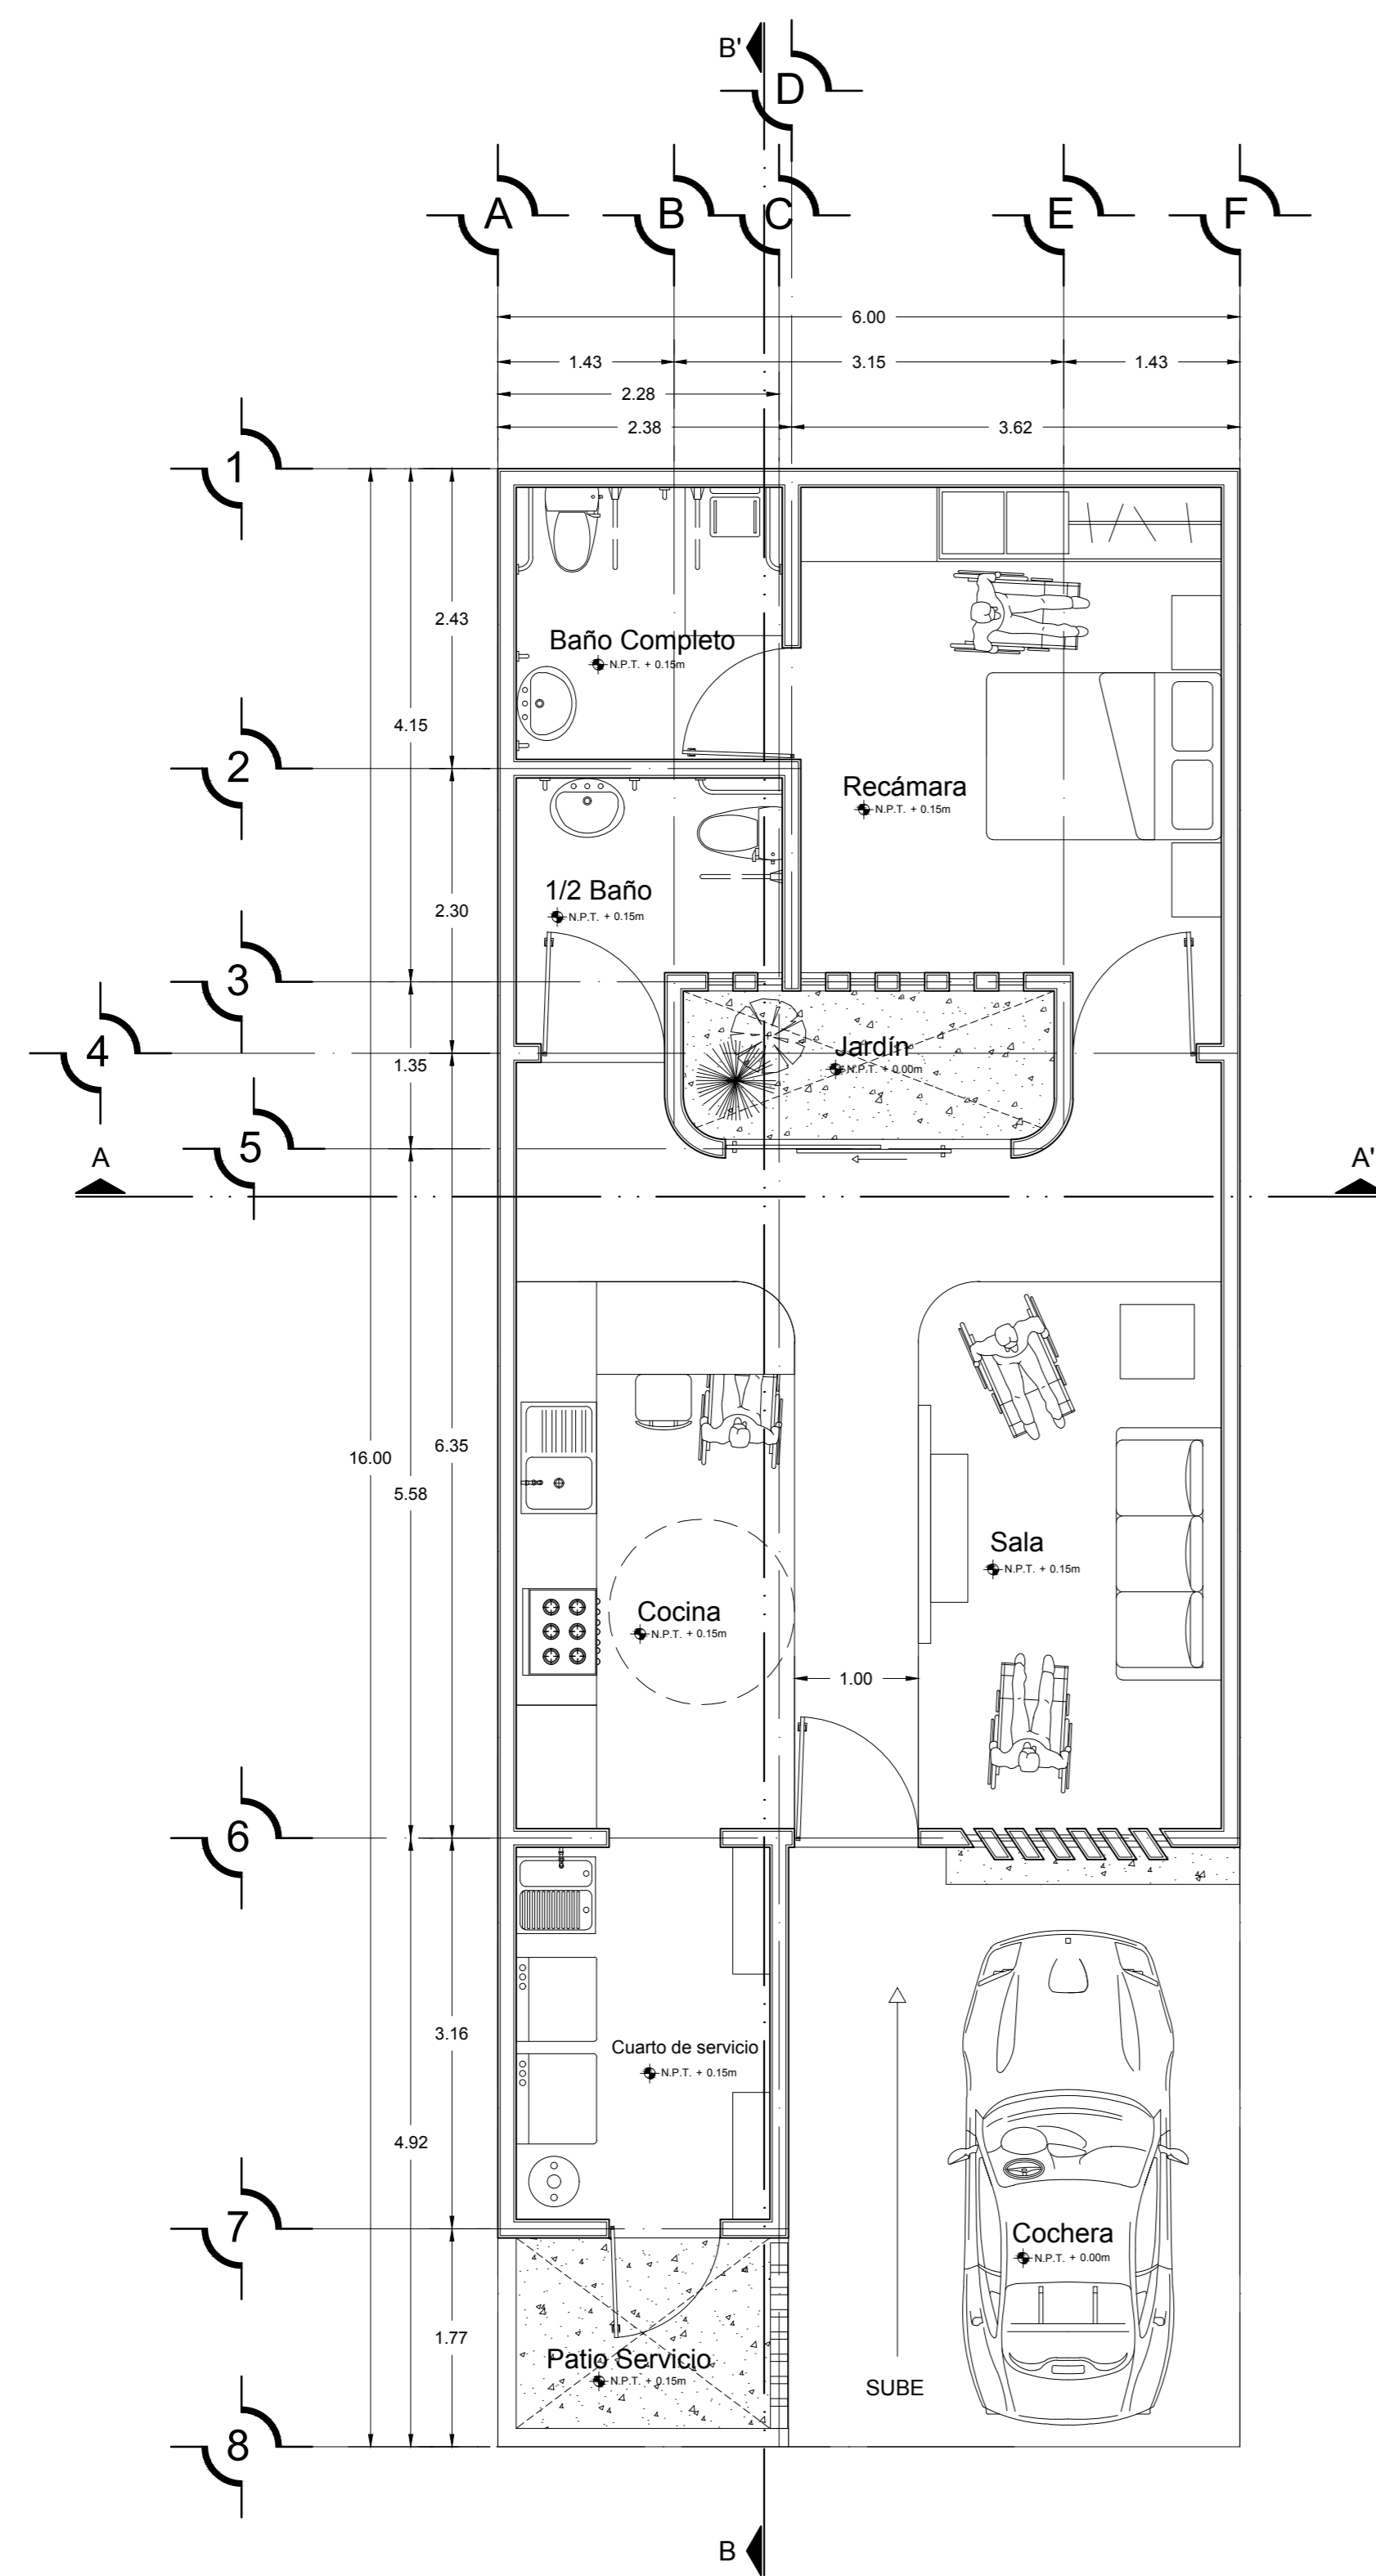 B'
D
A B C E F
6.00
1.43 3.15 1.43
2.28
2.38 3.62
1
2.43
Baño Completo
N.P.T. + 0.15m
4.15
2
Recámara
N.P.T. + 0.15m
1/2 Baño
N.P.T. + 0.15m
2.30
3
4
1.35
Jardín
N.P.T. + 0.00m
5
A A'
16.00
5.58
6.35
Sala
N.P.T. + 0.15m
Cocina
N.P.T. + 0.15m
1.00
6
3.16
Cuarto de servicio
N.P.T. + 0.15m
4.92
7
Cochera
N.P.T. + 0.00m
1.77
Patio Servicio
N.P.T. + 0.15m
SUBE
8
B